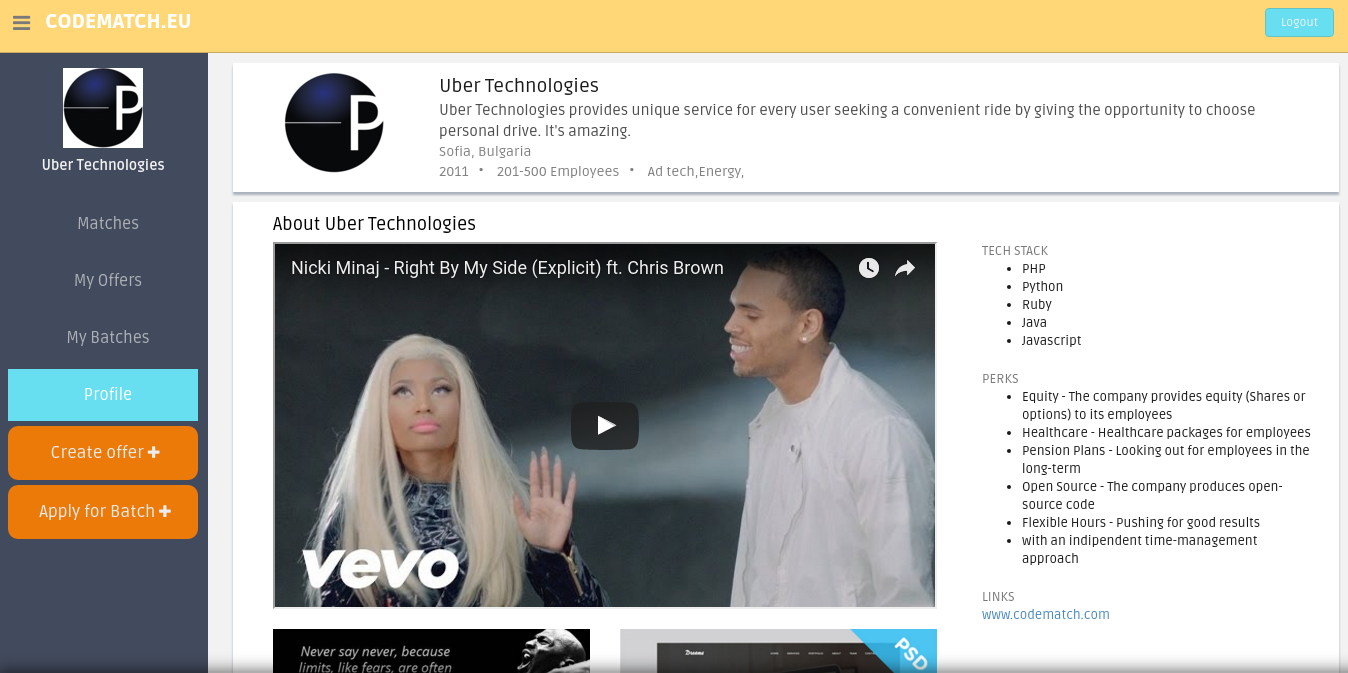 CODEMATCH.EU
Logout
P
Uber Technologies
Matches
My Offers
My Batches
Profile
Create offer
Apply for Batch
P
Uber Technologies
Uber Technologies provides unique service for every user seeking a convenient ride by giving the opportunity to choose
personal drive. It's amazing.
Sofia, Bulgaria
2011 • 201-500 Employees • Ad tech,Energy,
About Uber Technologies
Nicki Minaj - Right By My Side (Explicit) ft. Chris Brown
vevo
Never say never, because
limits, like fears, are often
PSD
TECH STACK
• PHP
• Python
• Ruby
• Java
• Javascript
PERKS
• Equity - The company provides equity (Shares or
options) to its employees
• Healthcare - Healthcare packages for employees
• Pension Plans - Looking out for employees in the
long-term
• Open Source - The company produces open-
source code
• Flexible Hours - Pushing for good results
• with an indipendent time-management
approach
LINKS
www.codematch.com